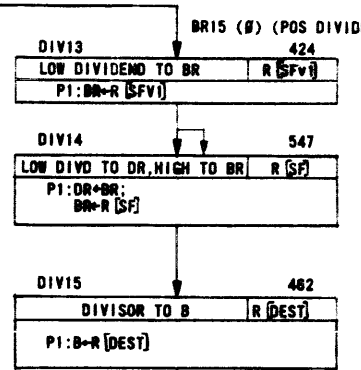 BR15 (Ø) (POS DIVID
DIV13 424
LOW DIVIDEND TO BR R [SFV1]
P1:BR←R [SFV1]
DIV14 547
LOW DIVD TO DR,HIGH TO BR R [SF]
P1:DR←BR;
BR←R [SF]
DIV15 462
DIVISOR TO B R [DEST]
P1:B←R [DEST]